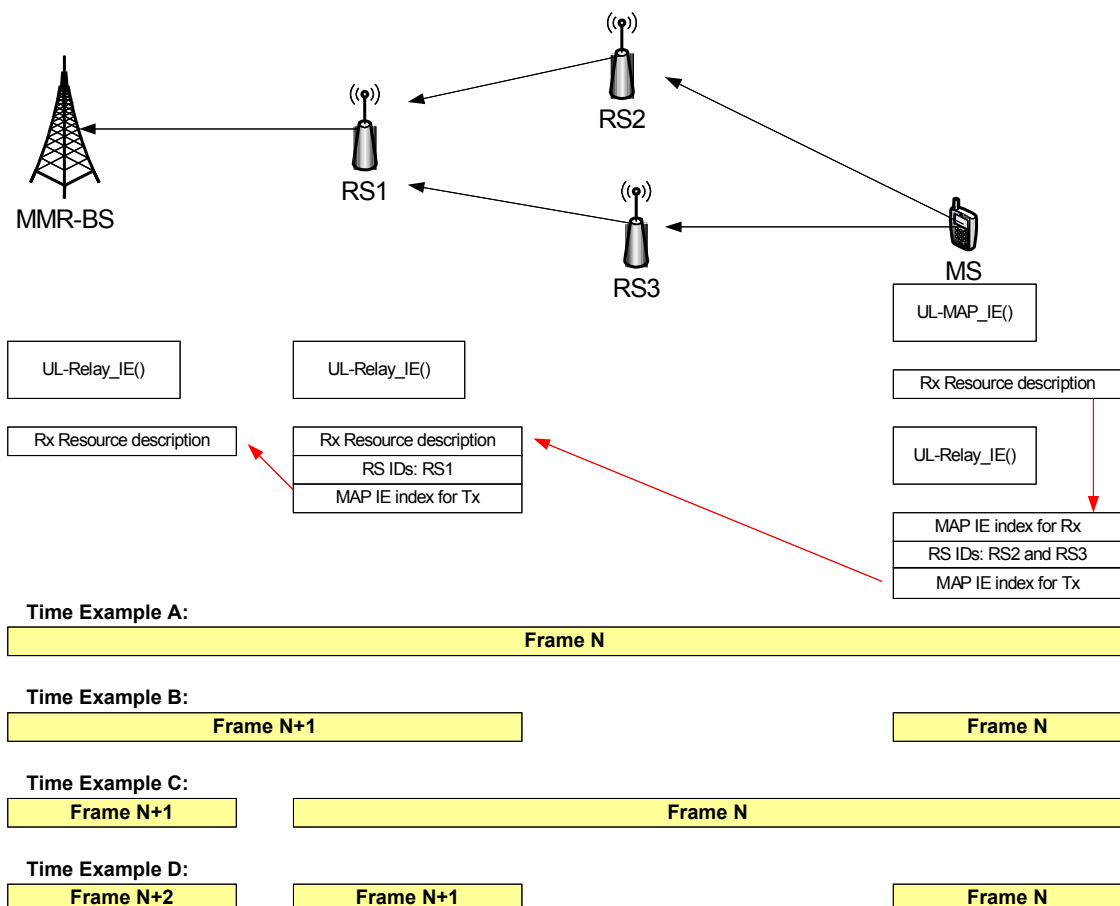 RS2
RS1
MMR-BS
RS3
MS
UL-MAP_IE()
UL-Relay_IE()
UL-Relay_IE()
Rx Resource description
Rx Resource description
Rx Resource description
RS IDs: RS1
MAP IE index for Tx
UL-Relay_IE()
MAP IE index for Rx
RS IDs: RS2 and RS3
MAP IE index for Tx
Time Example A:
Frame N
Time Example B:
Frame N+1
Frame N
Time Example C:
Frame N+1
Frame N
Time Example D:
Frame N+2
Frame N+1
Frame N